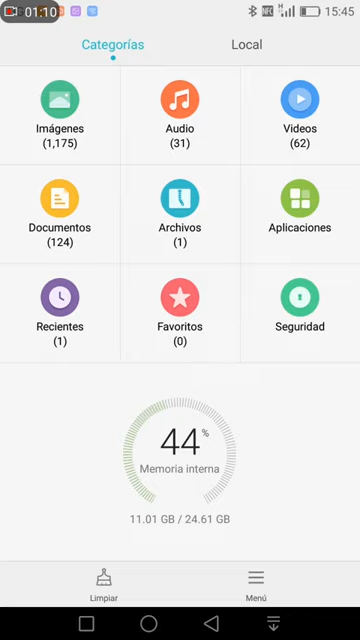 01:10
NFC
H
15:45
Categorías
Local
Imágenes
(1,175)
Audio
(31)
Videos
(62)
Documentos
(124)
Archivos
(1)
Aplicaciones
Recientes
(1)
Favoritos
(0)
Seguridad
44%
Memoria interna
11.01 GB / 24.61 GB
Limpiar
Menú